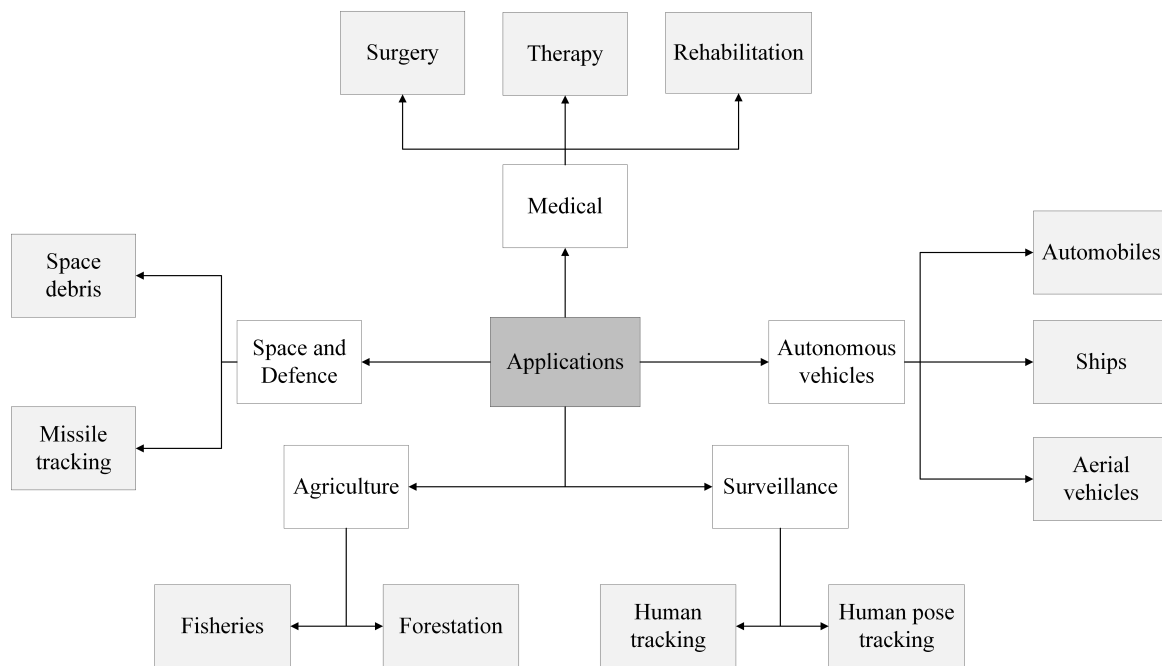 Surgery
Therapy
Rehabilitation
Medical
Space
debris
Automobiles
Space and
Defence
Applications
Autonomous
vehicles
Ships
Missile
tracking
Agriculture
Surveillance
Aerial
vehicles
Fisheries
Forestation
Human
tracking
Human pose
tracking